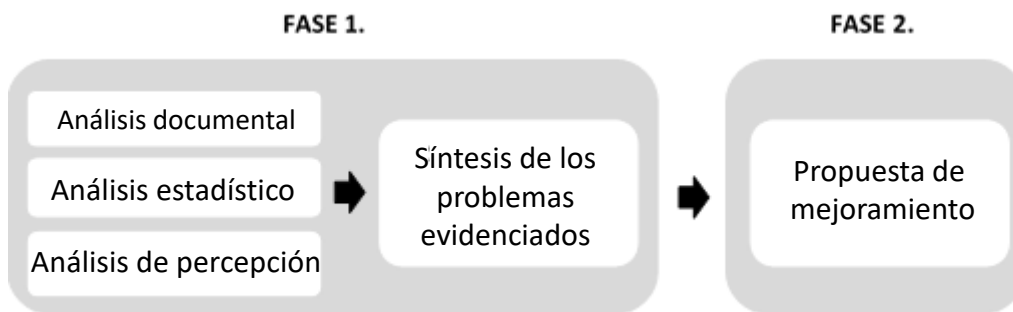 FASE 1.
FASE 2.
Análisis documental
Análisis estadístico
Análisis de percepción
Síntesis de los
problemas
evidenciados
Propuesta de
mejoramiento